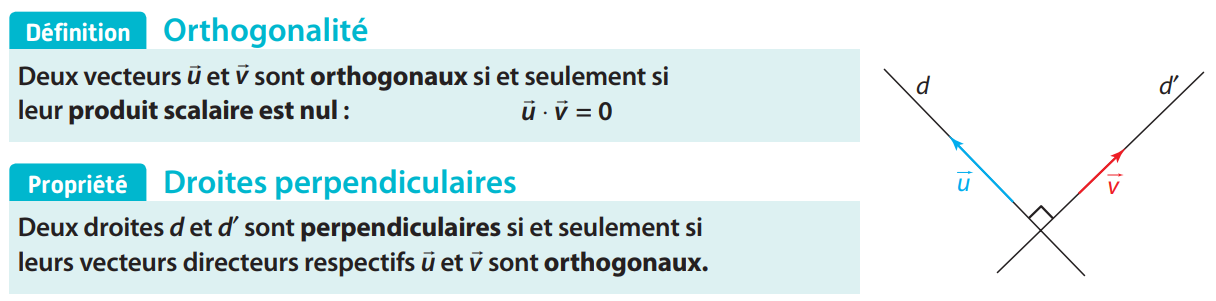 Définition Orthogonalité
Deux vecteurs u⃗ et v⃗ sont orthogonaux si et seulement si
leur produit scalaire est nul : u⃗ · v⃗ = 0
Propriété Droites perpendiculaires
Deux droites d et d′ sont perpendiculaires si et seulement si
leurs vecteurs directeurs respectifs u⃗ et v⃗ sont orthogonaux.
d
d′
u⃗
v⃗